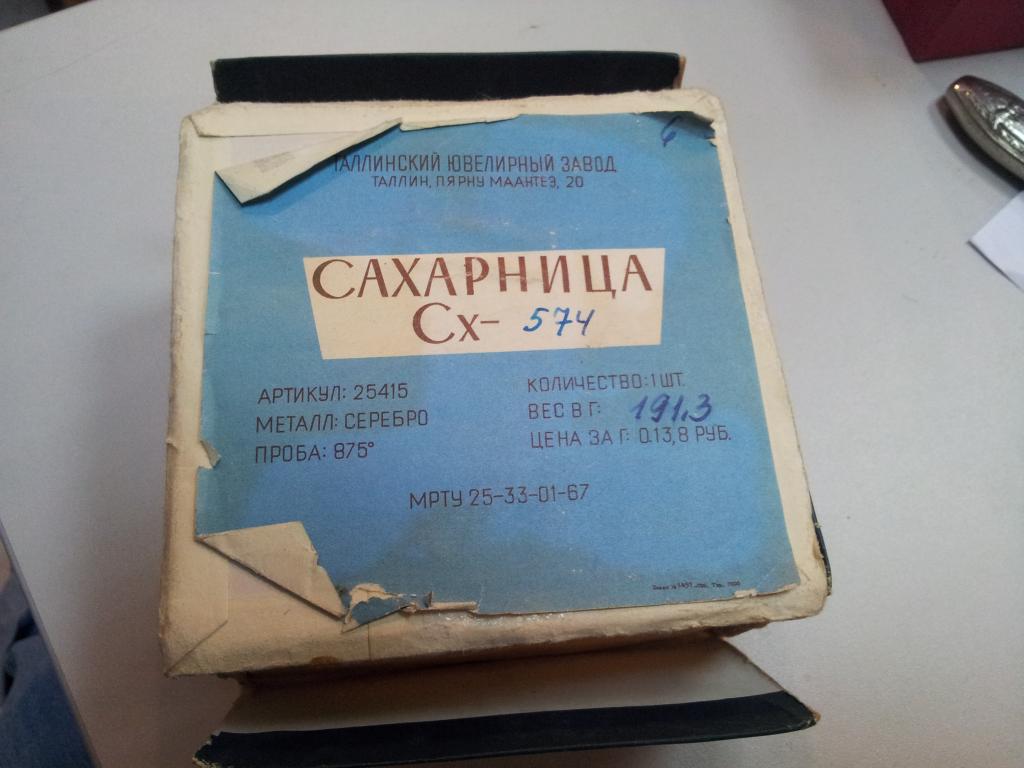 6
ТАЛЛИНСКИЙ ЮВЕЛИРНЫЙ ЗАВОД
ТАЛЛИН, ПЯРНУ МААНТЕЭ, 20
САХАРНИЦА
Сх- 574
АРТИКУЛ: 25415
МЕТАЛЛ: СЕРЕБРО
ПРОБА: 875°
КОЛИЧЕСТВО: 1 ШТ.
ВЕС В Г: 191,3
ЦЕНА ЗА Г: 0.13,8 РУБ.
МРТУ 25-33-01-67